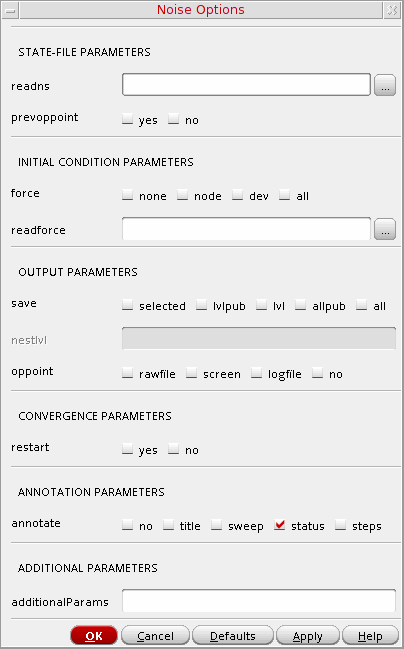 Noise Options
STATE-FILE PARAMETERS
readns ...
prevoppoint yes no
INITIAL CONDITION PARAMETERS
force none node dev all
readforce ...
OUTPUT PARAMETERS
save selected lvlpub lvl allpub all
nestlvl
oppoint rawfile screen logfile no
CONVERGENCE PARAMETERS
restart yes no
ANNOTATION PARAMETERS
annotate no title sweep status steps
ADDITIONAL PARAMETERS
additionalParams
OK Cancel Defaults Apply Help